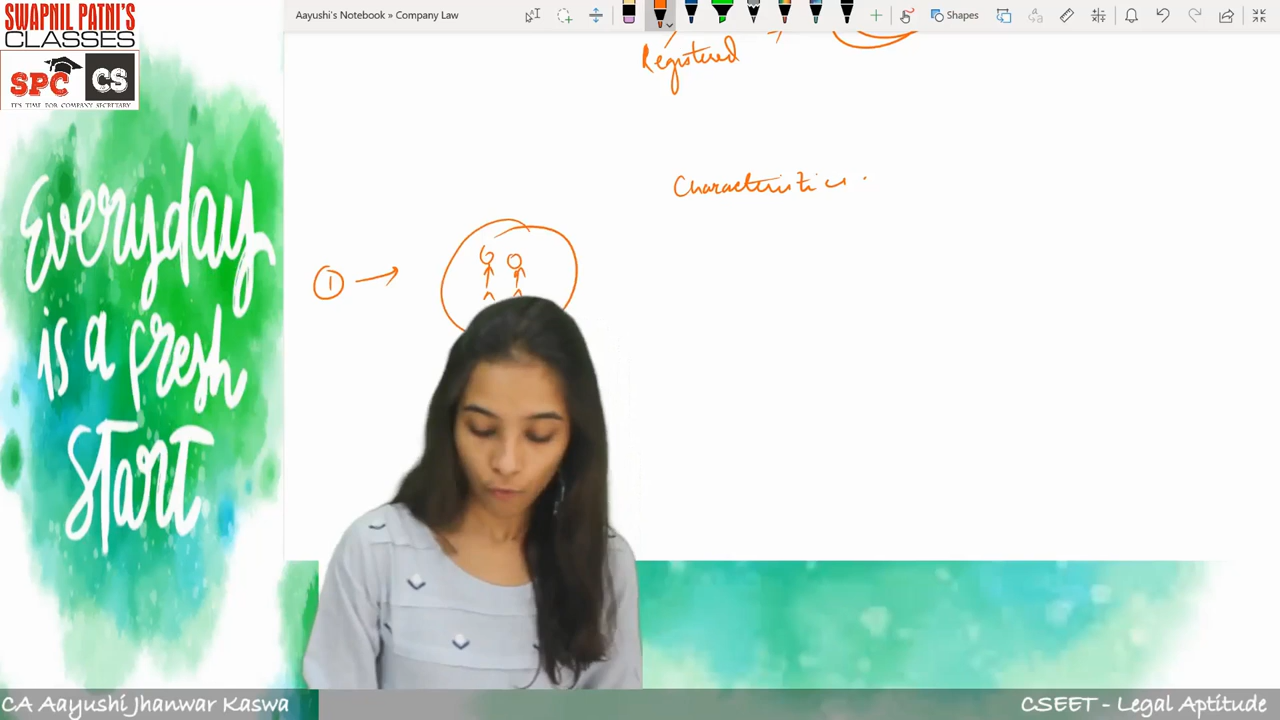 SWAPNIL PATNI'S
CLASSES
SPC CS
IT'S TIME FOR COMPANY SECRETARY
Aayushi's Notebook » Company Law
Shapes
Registered
Characteristics.
1
Everyday
is a
fresh
START
CA Aayushi Jhanwar Kaswa
CSEET - Legal Aptitude